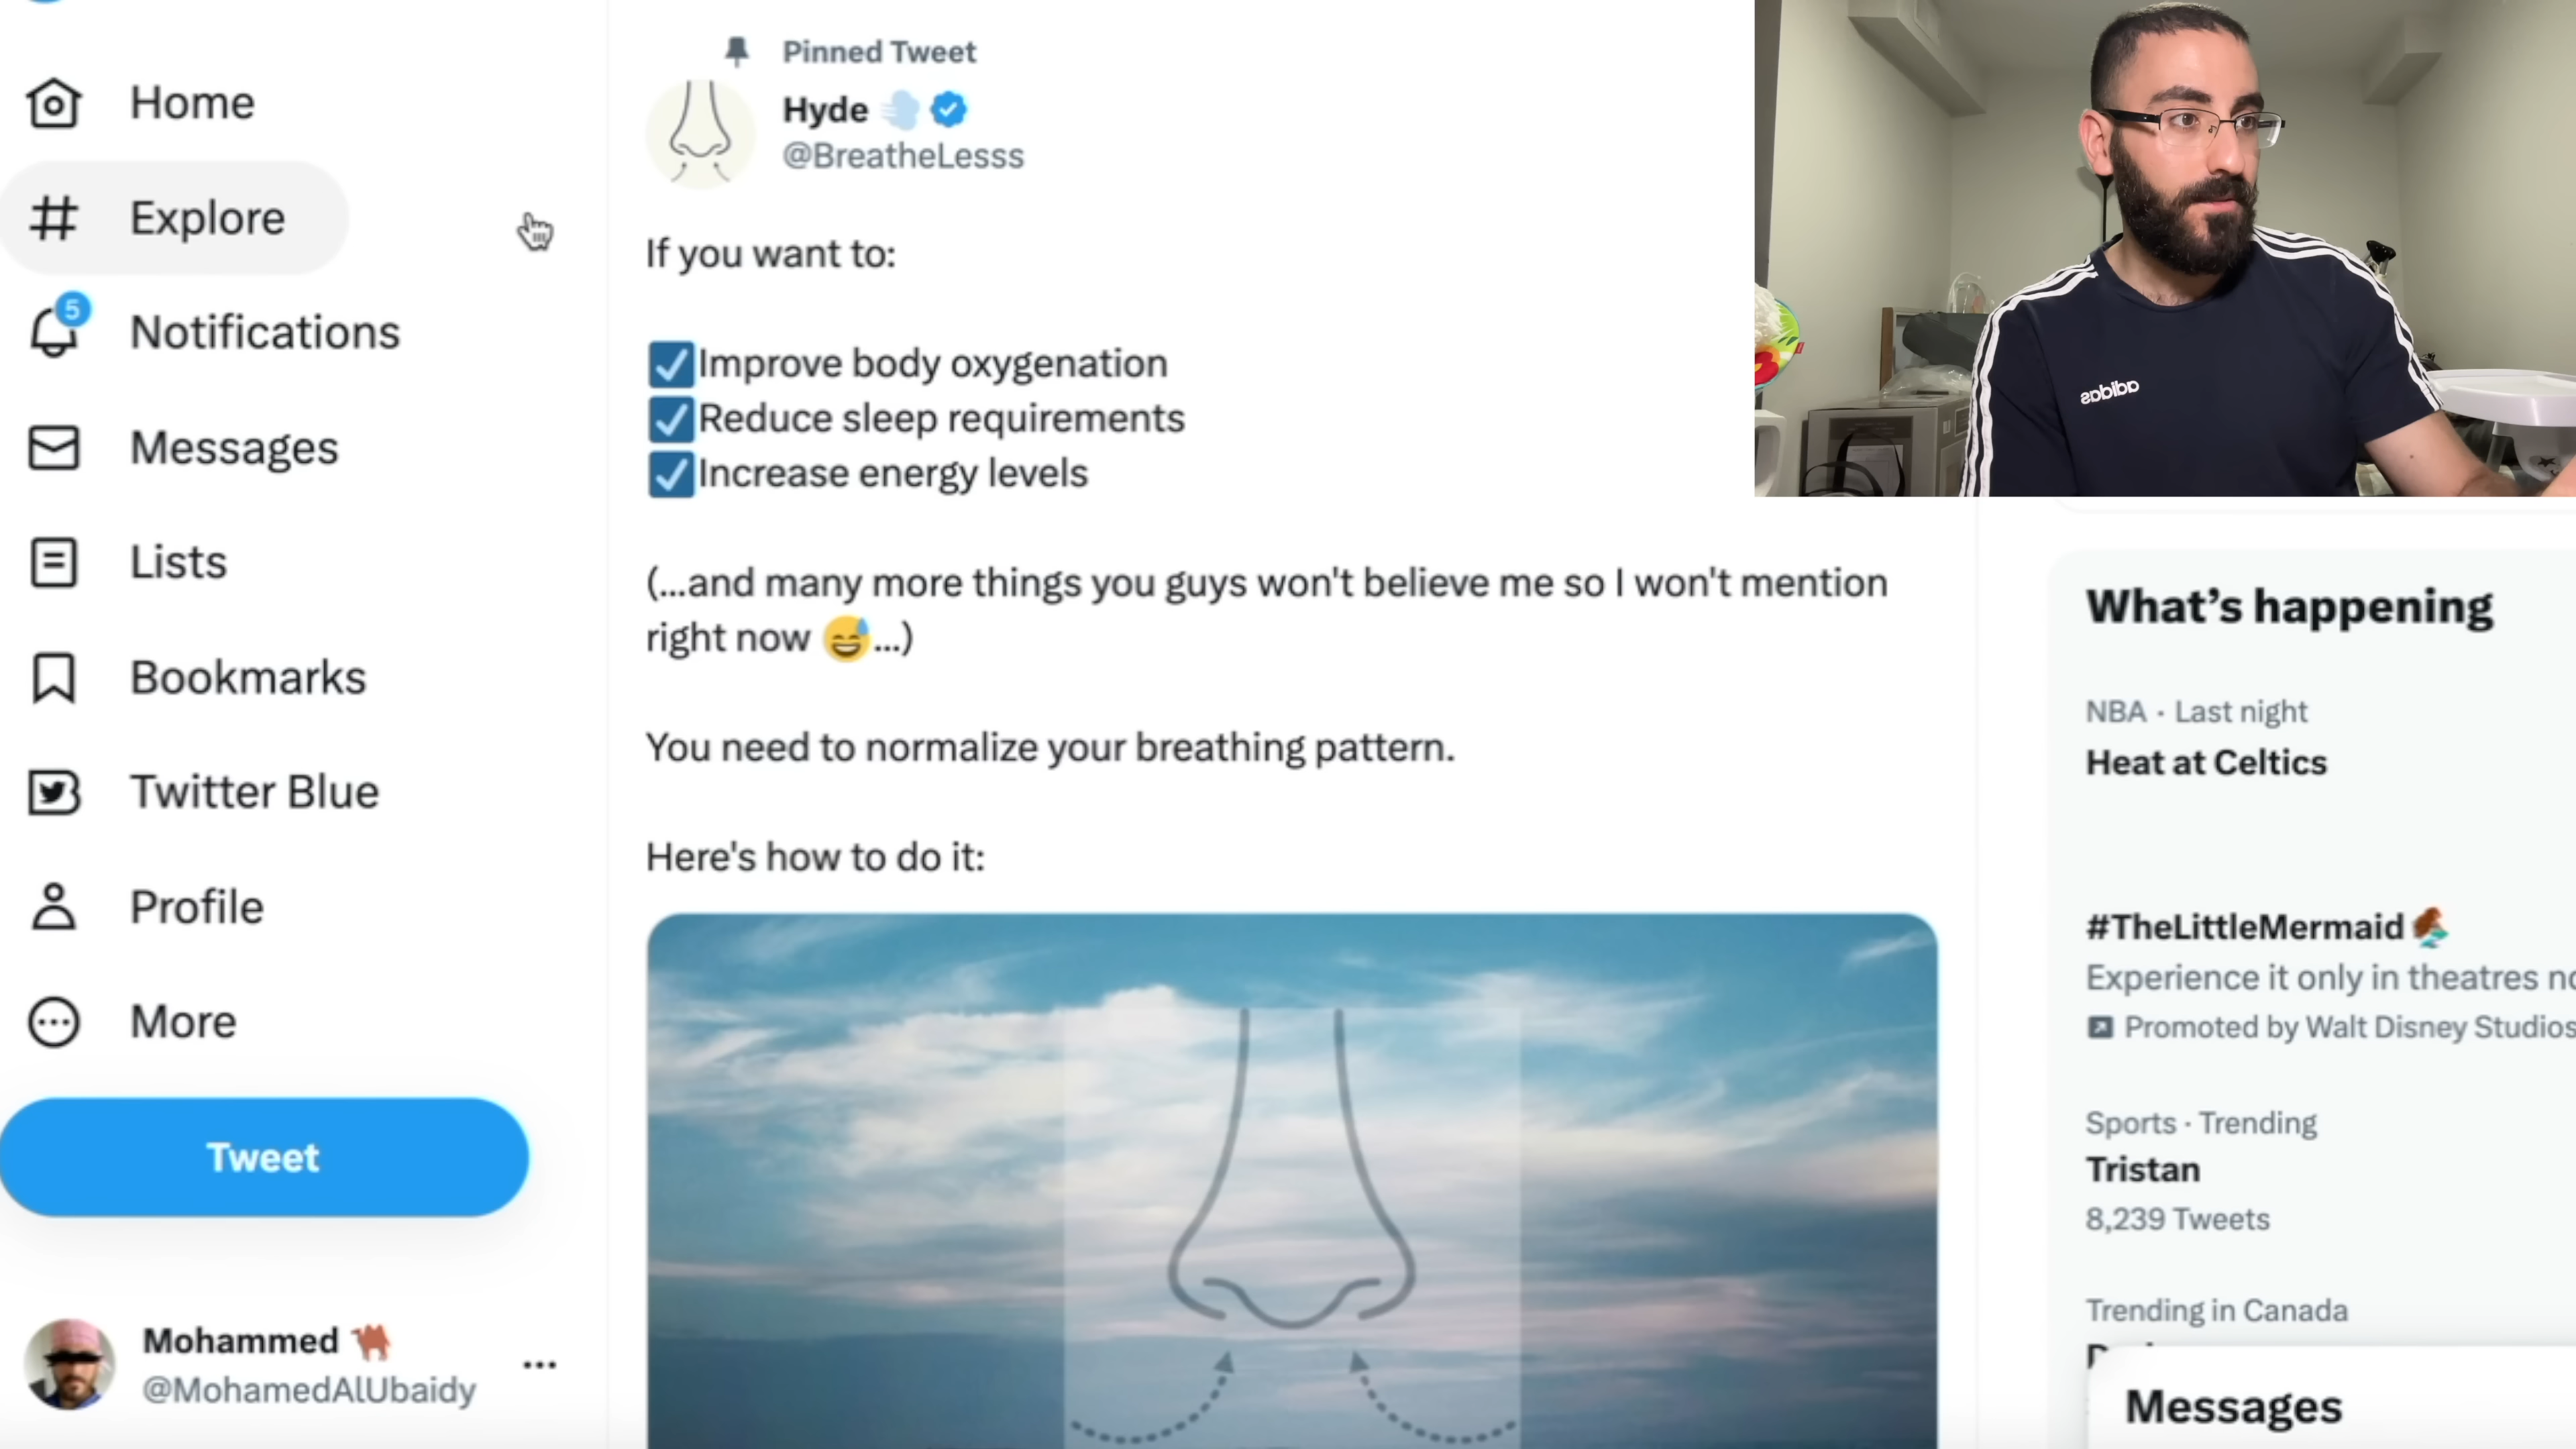 Home
Explore
5
Notifications
Messages
Lists
Bookmarks
Twitter Blue
Profile
More
Tweet
Mohammed
@MohamedAlUbaidy
Pinned Tweet
Hyde
@BreatheLesss
If you want to:
Improve body oxygenation
Reduce sleep requirements
Increase energy levels
(...and many more things you guys won't believe me so I won't mention
right now 😅...)
You need to normalize your breathing pattern.
Here's how to do it:
adidas
What's happening
NBA · Last night
Heat at Celtics
#TheLittleMermaid
Experience it only in theatres
Promoted by Walt Disney Studios
Sports · Trending
Tristan
8,239 Tweets
Trending in Canada
Messages